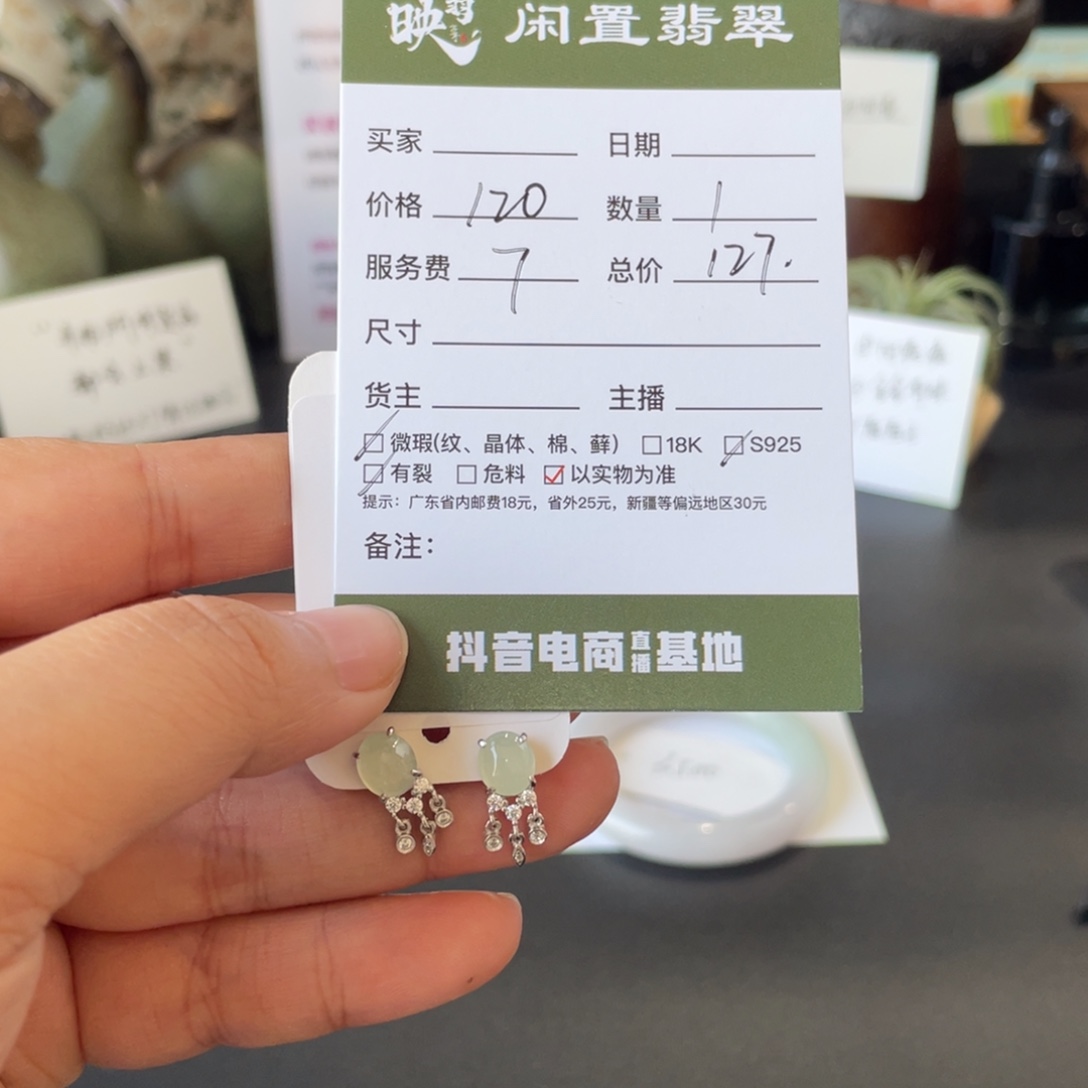 映翡 闲置翡翠
买家 日期
价格 120 数量 1
服务费 7 总价 127.
尺寸
货主 主播
微瑕(纹、晶体、棉、藓) 18K S925
有裂 危料 以实物为准
提示：广东省内邮费18元，省外25元，新疆等偏远地区30元
备注：
抖音电商直播基地